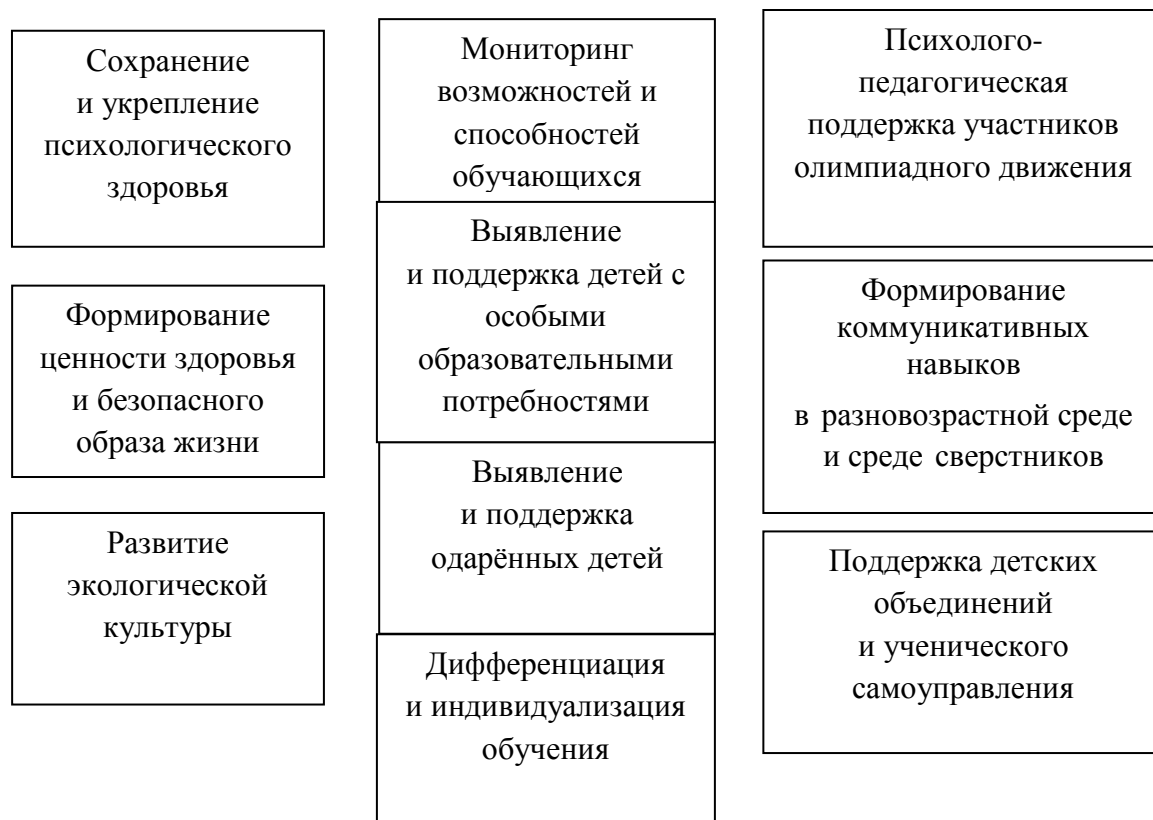 Сохранение
и укрепление
психологического
здоровья
Формирование
ценности здоровья
и безопасного
образа жизни
Развитие
экологической
культуры
Мониторинг
возможностей и
способностей
обучающихся
Выявление
и поддержка детей с
особыми
образовательными
потребностями
Выявление
и поддержка
одарённых детей
Дифференциация
и индивидуализация
обучения
Психолого-
педагогическая
поддержка участников
олимпиадного движения
Формирование
коммуникативных
навыков
в разновозрастной среде
и среде сверстников
Поддержка детских
объединений
и ученического
самоуправления